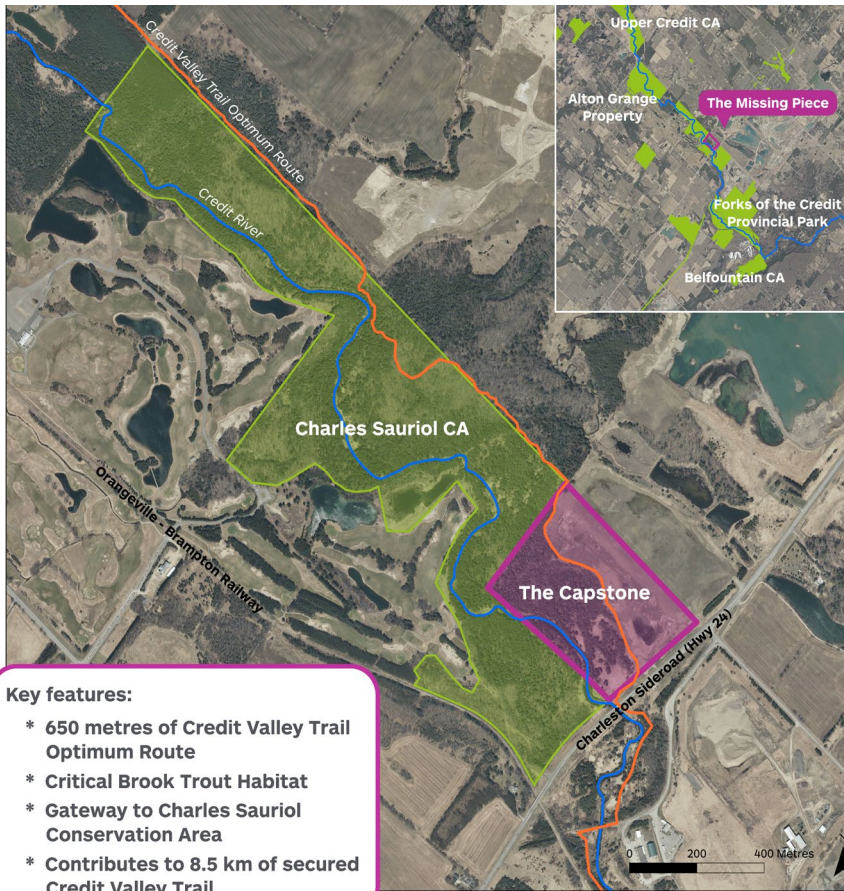 Upper Credit CA
Alton Grange
Property
The Missing Piece
Forks of the Credit
Provincial Park
Belfountain CA
Credit Valley Trail Optimum Route
Credit River
Charles Sauriol CA
Orangeville - Brampton Railway
The Capstone
Charleston Sideroad (Hwy 24)
Key features:
* 650 metres of Credit Valley Trail
Optimum Route
* Critical Brook Trout Habitat
* Gateway to Charles Sauriol
Conservation Area
* Contributes to 8.5 km of secured
Credit Valley Trail
0 200 400 Metres